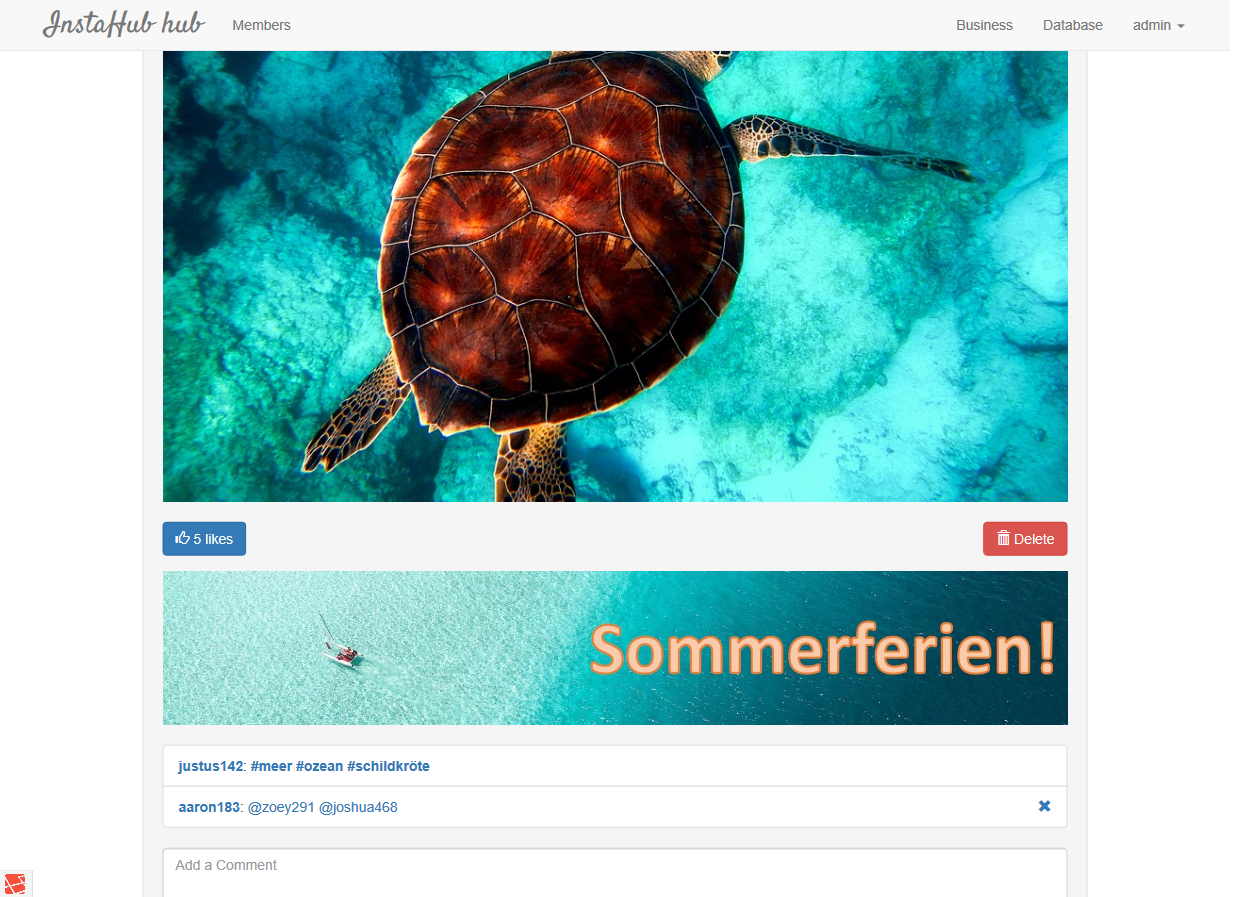 InstaHub hub Members Business Database admin
5 likes Delete
Sommerferien!
justus142: #meer #ozean #schildkröte
aaron183: @zoey291 @joshua468
Add a Comment